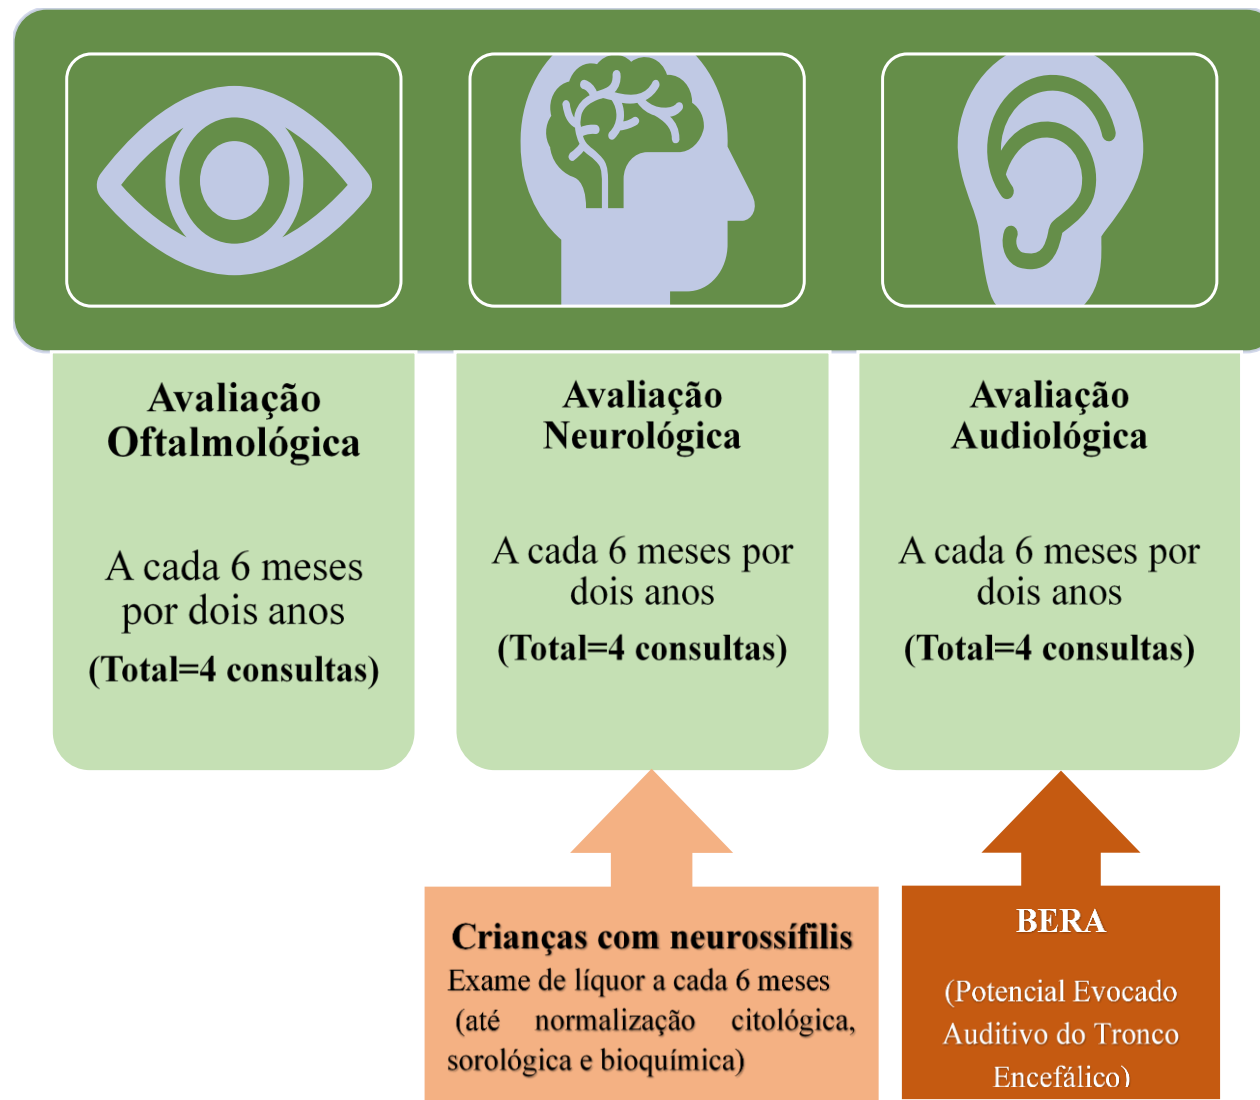 Avaliação
Oftalmológica
A cada 6 meses
por dois anos
(Total=4 consultas)
Avaliação
Neurológica
A cada 6 meses por
dois anos
(Total=4 consultas)
Avaliação
Audiológica
A cada 6 meses por
dois anos
(Total=4 consultas)
Crianças com neurossífilis
Exame de líquor a cada 6 meses
(até normalização citológica,
sorológica e bioquímica)
BERA
(Potencial Evocado
Auditivo do Tronco
Encefálico)